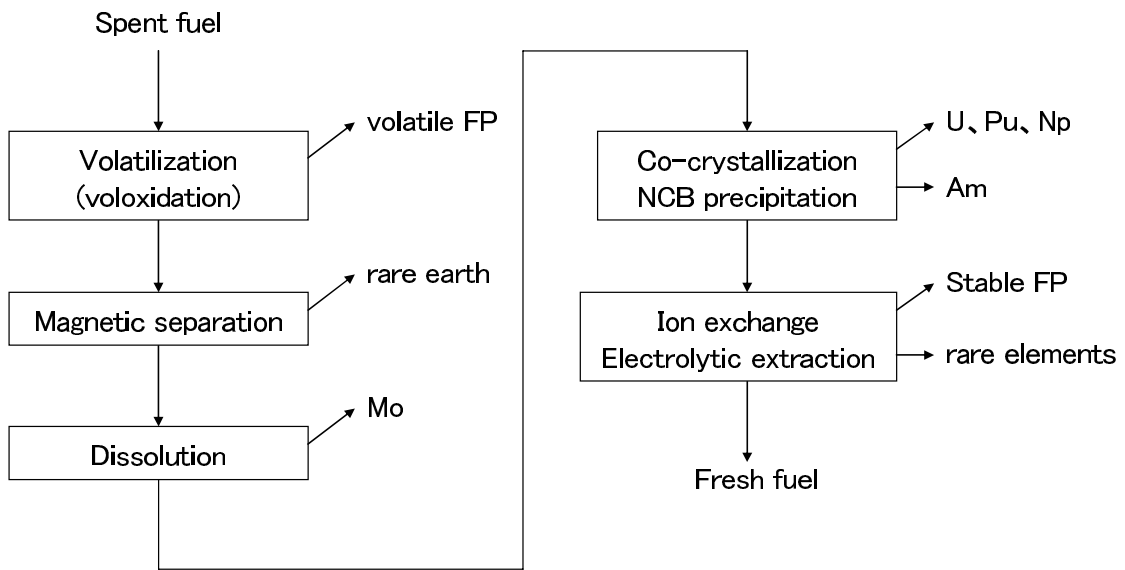 Spent fuel
Volatilization
(voloxidation)
volatile FP
Magnetic separation
rare earth
Dissolution
Mo
Co-crystallization
NCB precipitation
U、Pu、Np
Am
Ion exchange
Electrolytic extraction
Stable FP
rare elements
Fresh fuel